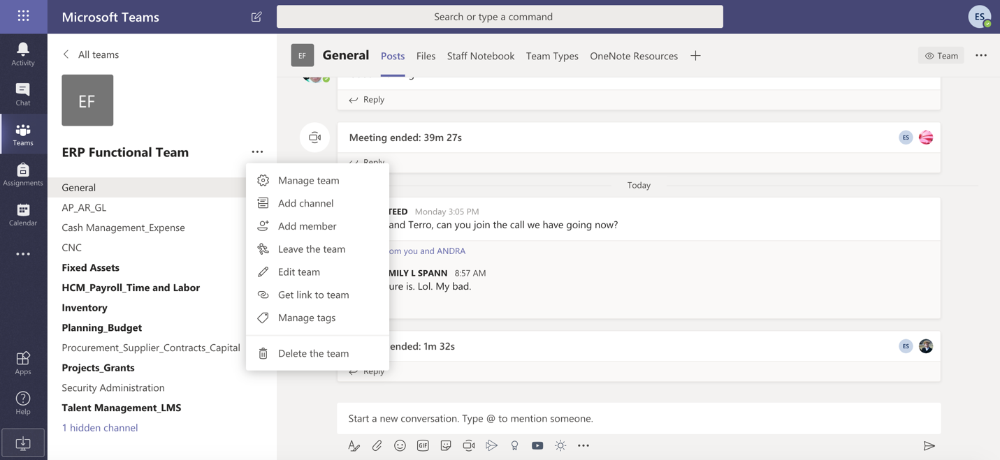 Microsoft Teams
Search or type a command
ES
Activity
Chat
Teams
Assignments
Calendar
Apps
Help
All teams
EF
ERP Functional Team
General
AP_AR_GL
Cash Management_Expense
CNC
Fixed Assets
HCM_Payroll_Time and Labor
Inventory
Planning_Budget
Procurement_Supplier_Contracts_Capital
Projects_Grants
Security Administration
Talent Management_LMS
1 hidden channel
Manage team
Add channel
Add member
Leave the team
Edit team
Get link to team
Manage tags
Delete the team
EF General Posts Files Staff Notebook Team Types OneNote Resources
Team
Reply
Meeting ended: 39m 27s
ES
Reply
Today
TEED Monday 3:05 PM
and Terro, can you join the call we have going now?
om you and ANDRA
MILY L SPANN 8:57 AM
ure is. Lol. My bad.
ended: 1m 32s
ES
Reply
Start a new conversation. Type @ to mention someone.
GIF